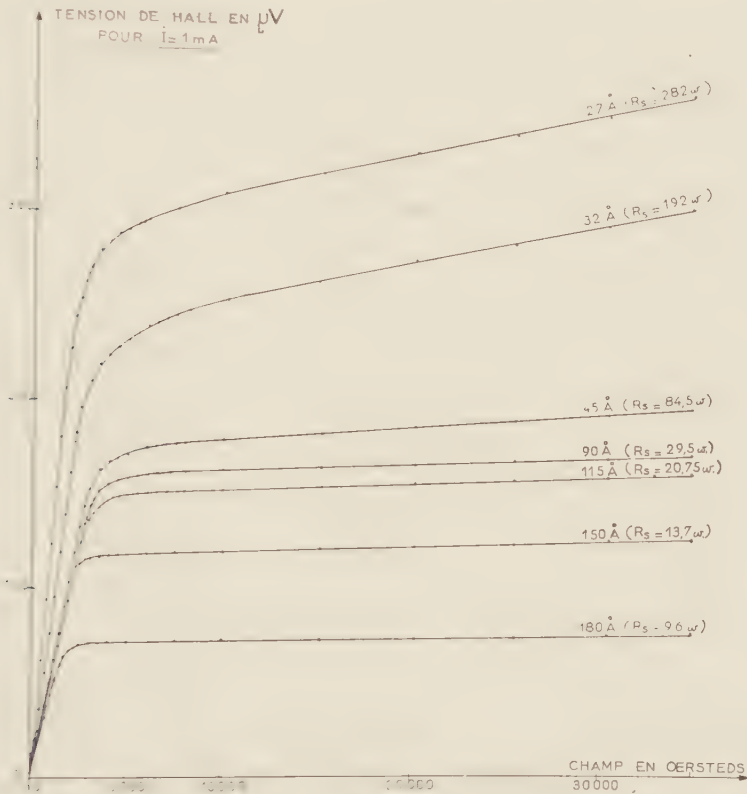 TENSION DE HALL EN µV
POUR i = 1 mA
27 Å (Rs = 282 ω)
32 Å (Rs = 192 ω)
45 Å (Rs = 84,5 ω)
90 Å (Rs = 29,5 ω.)
115 Å (Rs = 20,75 ω.)
150 Å (Rs = 13,7 ω.)
180 Å (Rs - 9.6 ω)
CHAMP EN OERSTEDS
30000